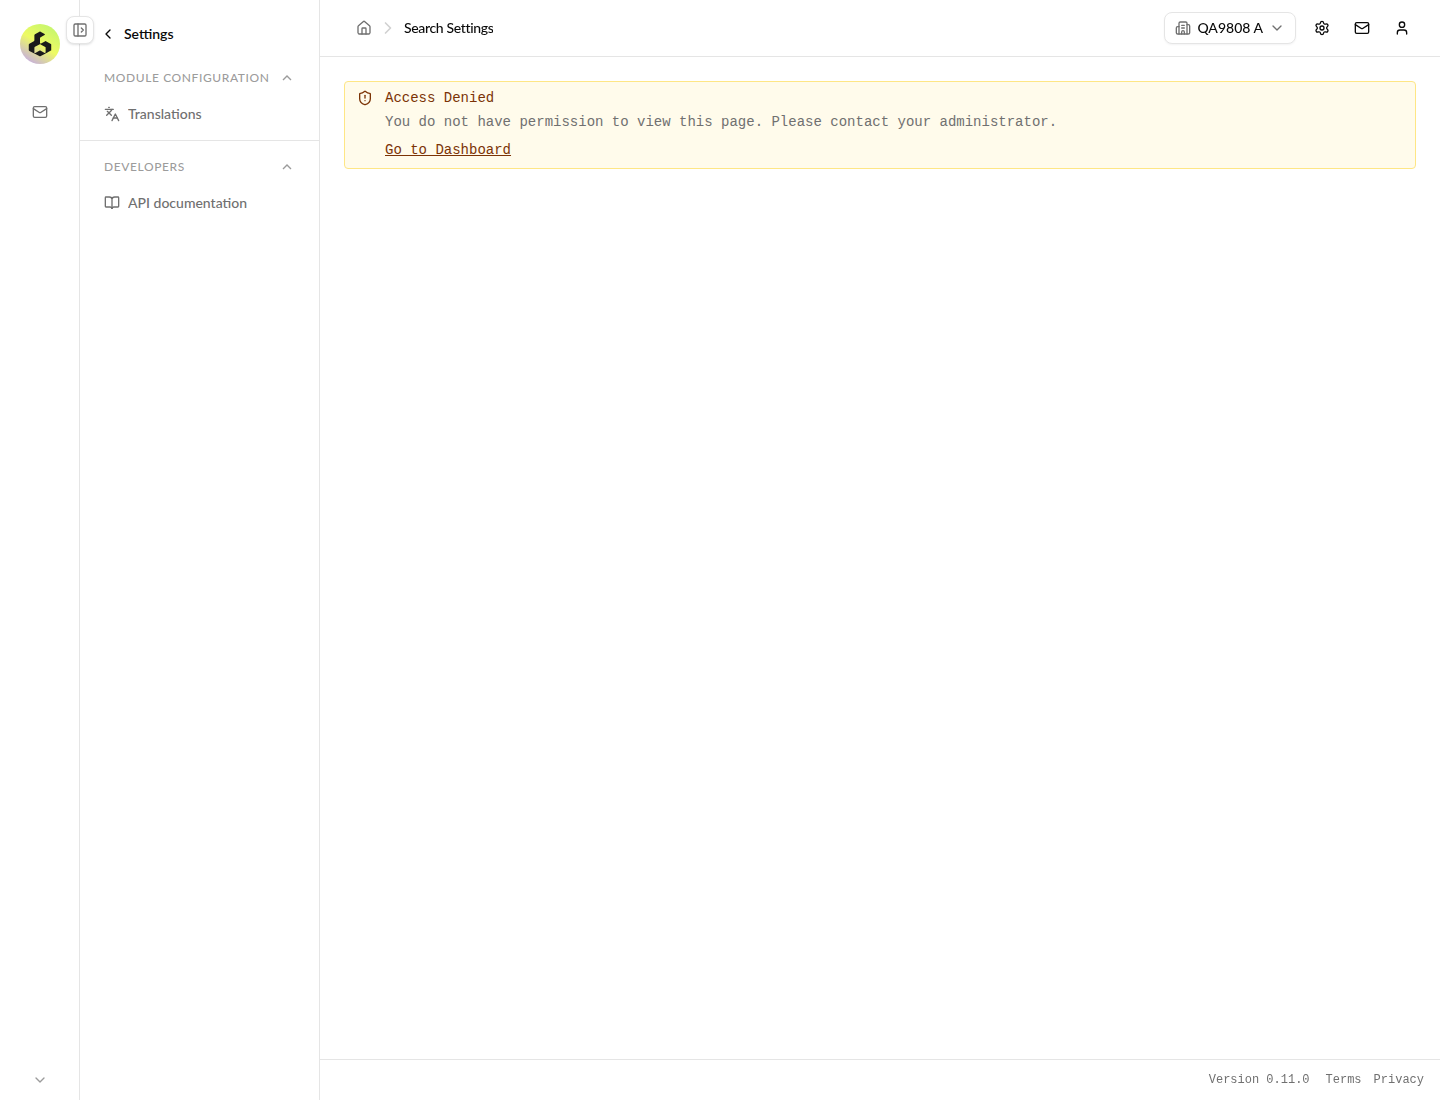 Settings
MODULE CONFIGURATION
Translations
DEVELOPERS
API documentation
Search Settings
QA9808 A
Access Denied
You do not have permission to view this page. Please contact your administrator.
Go to Dashboard
Version 0.11.0 Terms Privacy